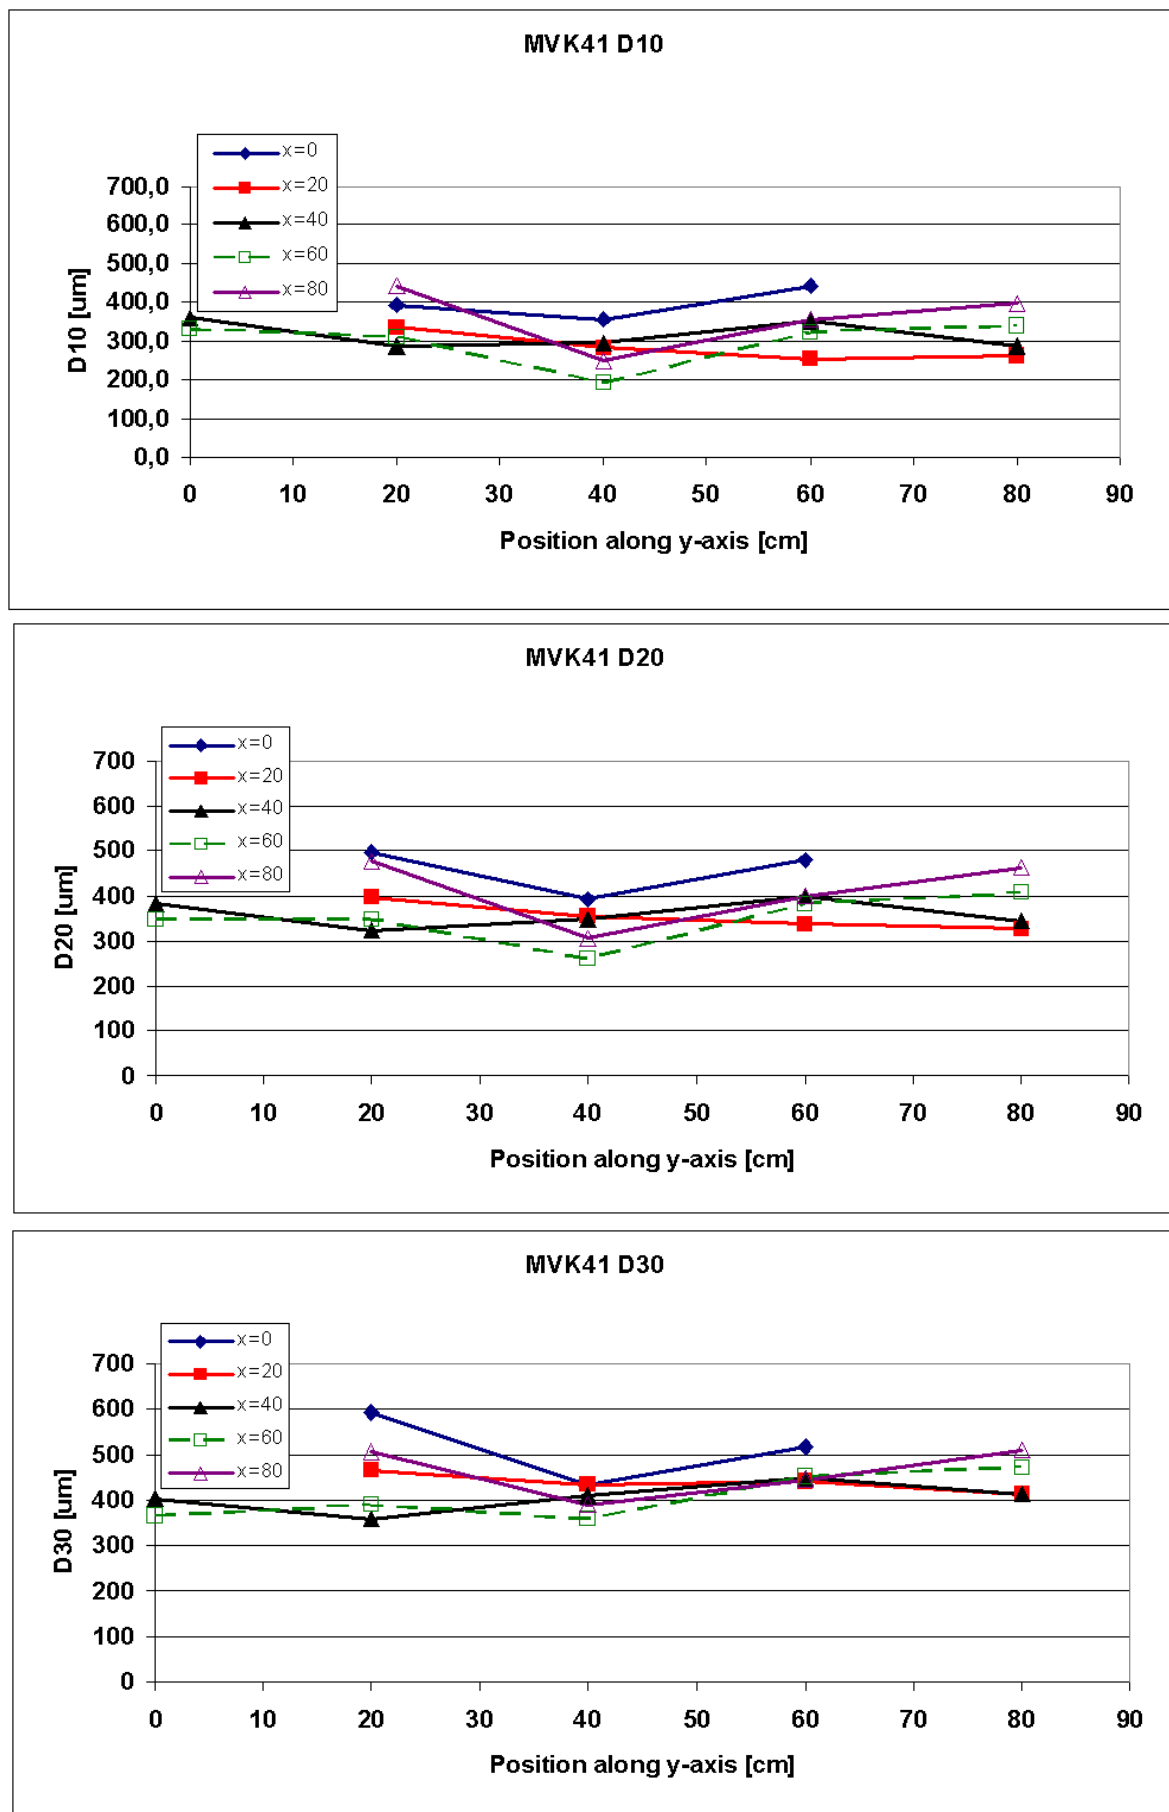 MVK41 D10
x=0
x=20
x=40
x=60
x=80
700,0
600,0
500,0
400,0
300,0
200,0
100,0
0,0
D10 [um]
0 10 20 30 40 50 60 70 80 90
Position along y-axis [cm]
MVK41 D20
x=0
x=20
x=40
x=60
x=80
700
600
500
400
300
200
100
0
D20 [um]
0 10 20 30 40 50 60 70 80 90
Position along y-axis [cm]
MVK41 D30
x=0
x=20
x=40
x=60
x=80
700
600
500
400
300
200
100
0
D30 [um]
0 10 20 30 40 50 60 70 80 90
Position along y-axis [cm]